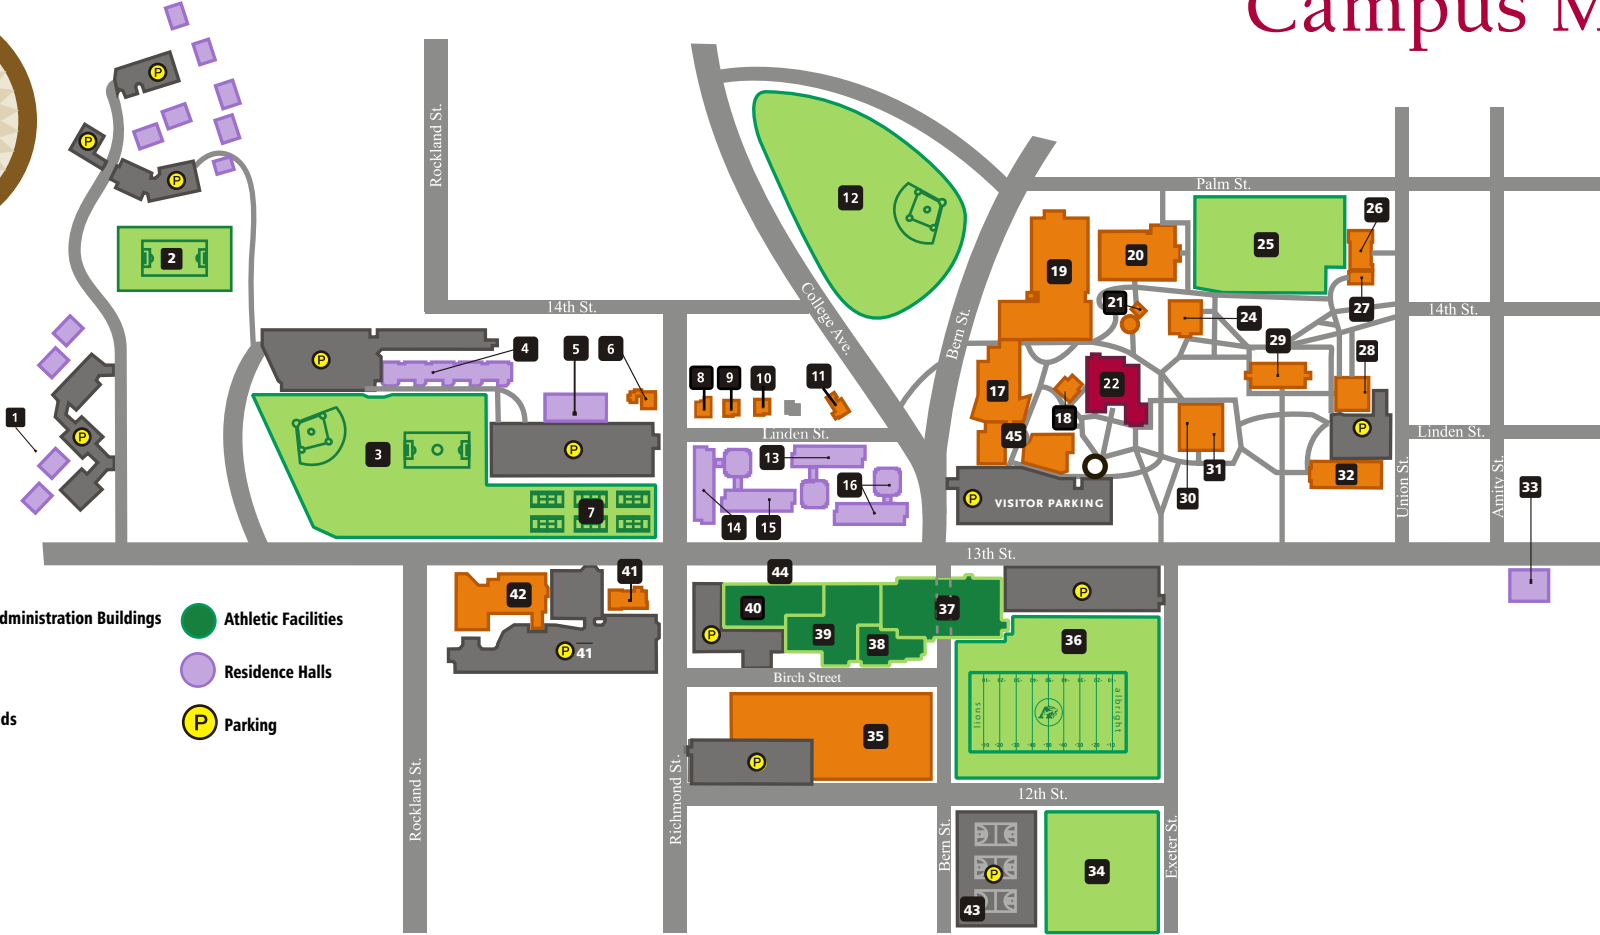 Campus M
P
P
P
Rockland St.
Palm St.
26
12
25
2
20
19
21
14th St.
College Ave.
Bern St.
24
27
14th St.
29
4
5
6
P
28
8
9
10
11
22
17
18
1
P
3
P
Linden St.
45
P
Linden St.
13
31
32
16
30
33
P
VISITOR PARKING
7
14
15
Union St.
Amity St.
13th St.
44
41
42
P
dministration Buildings
Athletic Facilities
40
37
39
38
P
36
P 41
Residence Halls
Birch Street
lions
albright
ds
P
Parking
35
P
Rockland St.
Richmond St.
12th St.
Bern St.
Exeter St.
P
34
43